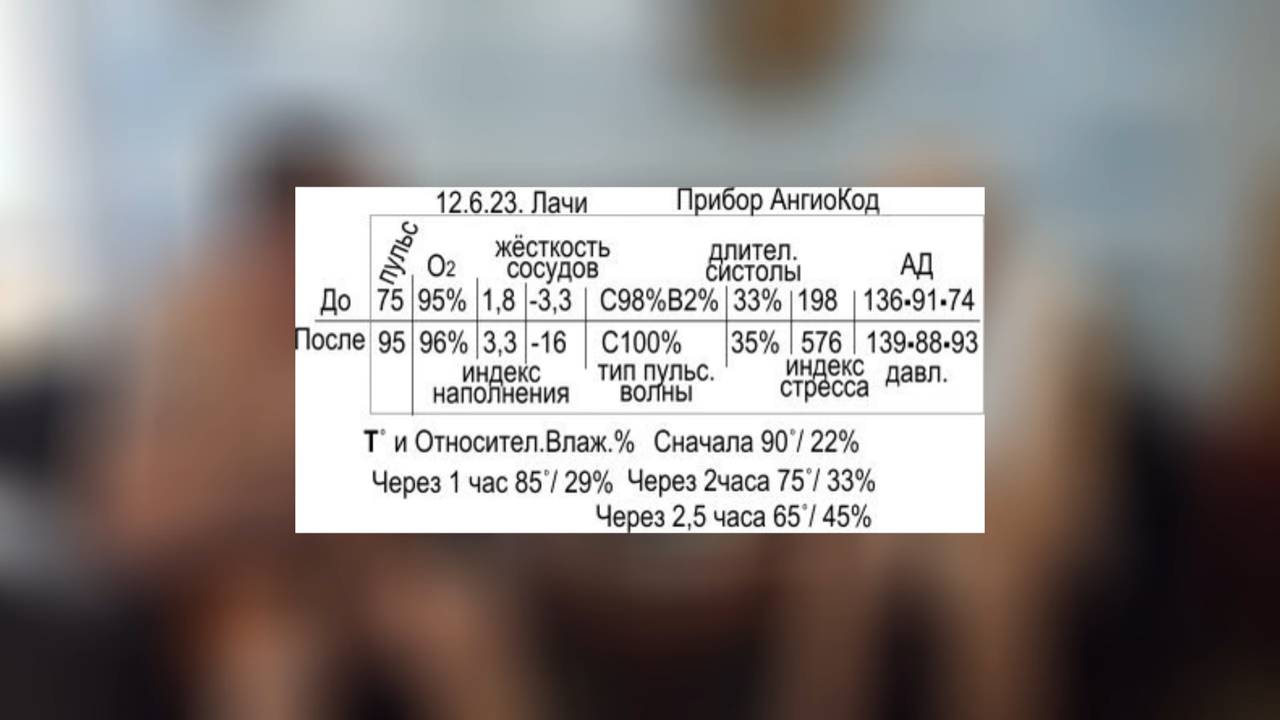 12.6.23. Лачи Прибор АнгиоКод
пульс O2 жёсткость сосудов длител. систолы АД
До 75 95% 1,8 -3,3 С98%В2% 33% 198 136▪91▪74
После 95 96% 3,3 -16 С100% 35% 576 139▪88▪93
индекс наполнения тип пульс. волны индекс стресса давл.
Т° и Относител.Влаж.% Сначала 90°/ 22%
Через 1 час 85°/ 29% Через 2часа 75°/ 33%
Через 2,5 часа 65°/ 45%